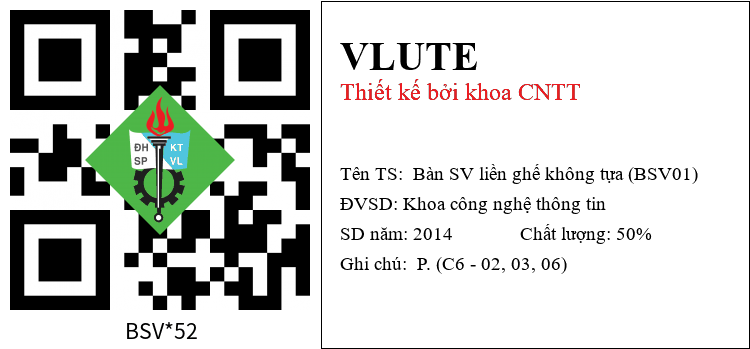 ĐH KT
SP VL
BSV*52
VLUTE
Thiết kế bởi khoa CNTT
Tên TS: Bàn SV liền ghế không tựa (BSV01)
ĐVSD: Khoa công nghệ thông tin
SD năm: 2014 Chất lượng: 50%
Ghi chú: P. (C6 - 02, 03, 06)